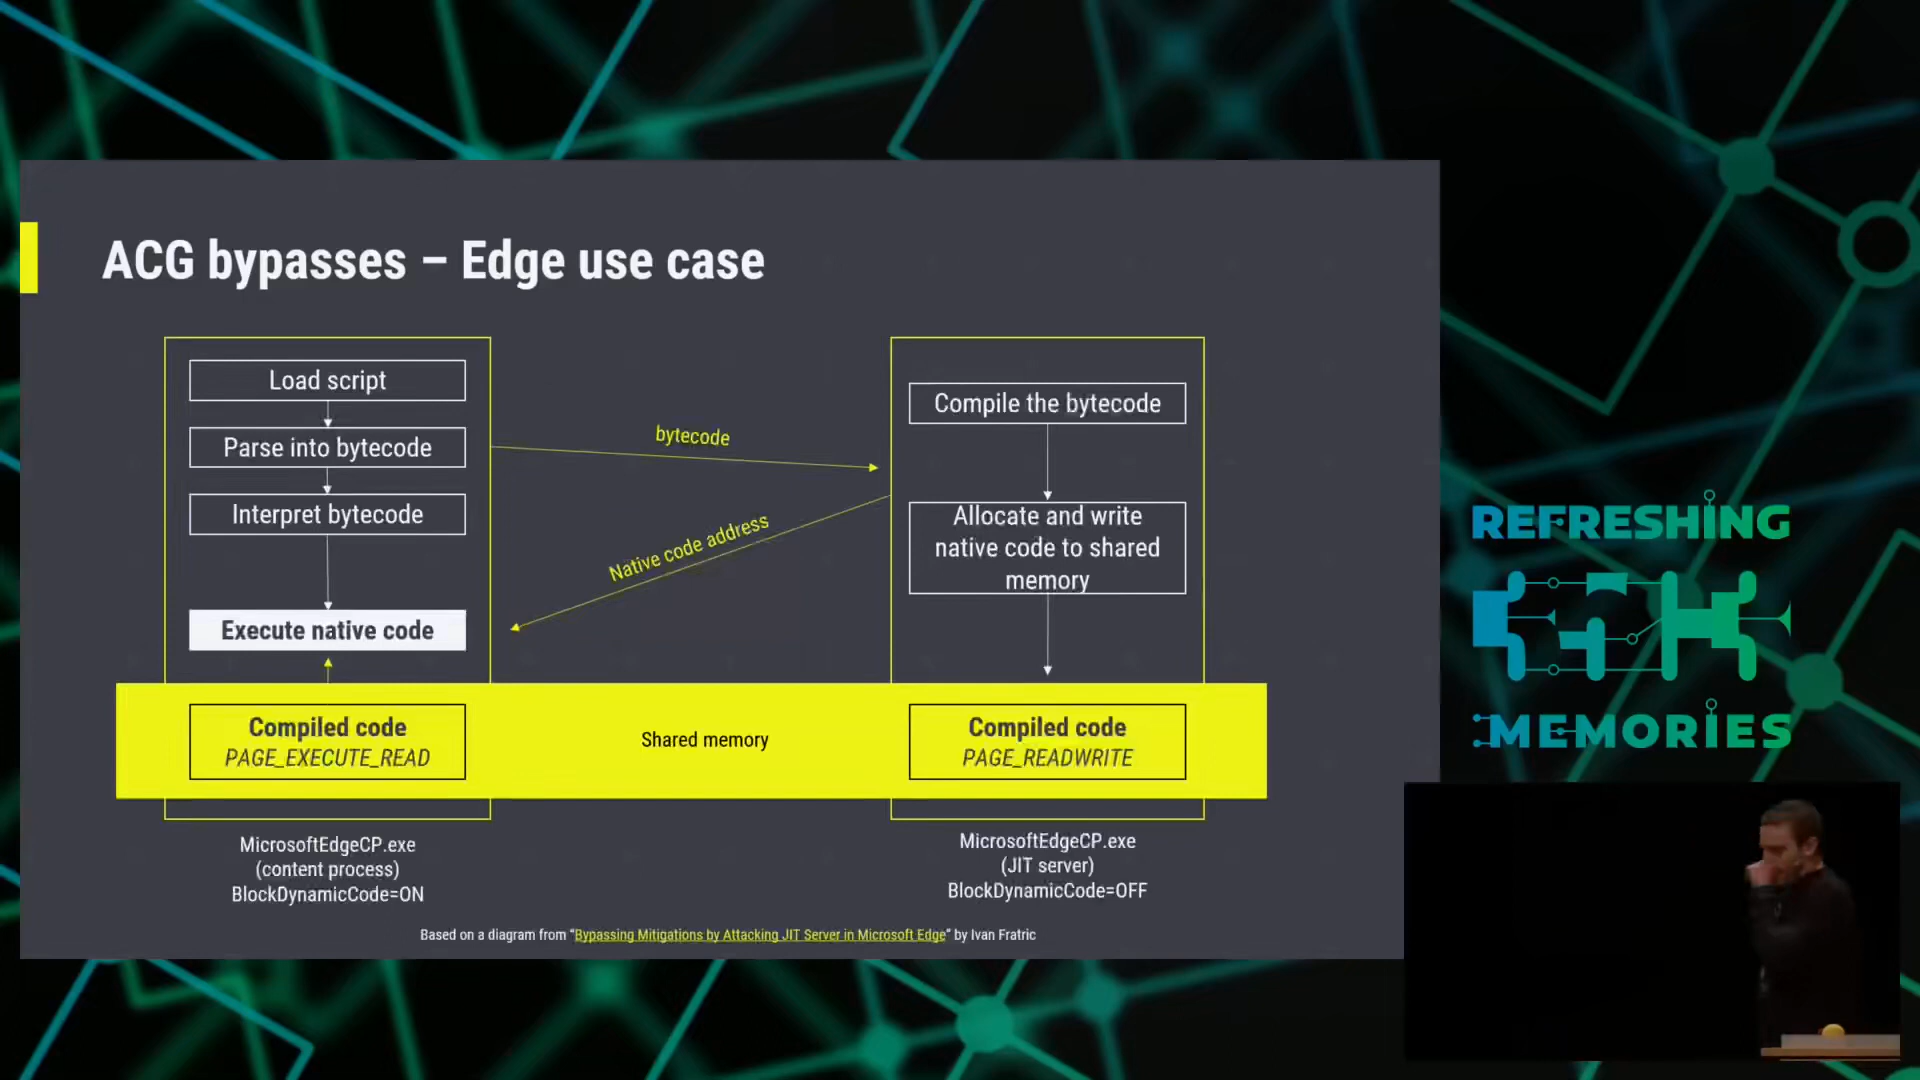 ACG bypasses – Edge use case
Load script
Parse into bytecode
Interpret bytecode
Execute native code
Compiled code
PAGE_EXECUTE_READ
MicrosoftEdgeCP.exe
(content process)
BlockDynamicCode=ON
bytecode
Native code address
Shared memory
Compile the bytecode
Allocate and write
native code to shared
memory
Compiled code
PAGE_READWRITE
MicrosoftEdgeCP.exe
(JIT server)
BlockDynamicCode=OFF
Based on a diagram from “Bypassing Mitigations by Attacking JIT Server in Microsoft Edge” by Ivan Fratric
REFRESHING
MEMORIES